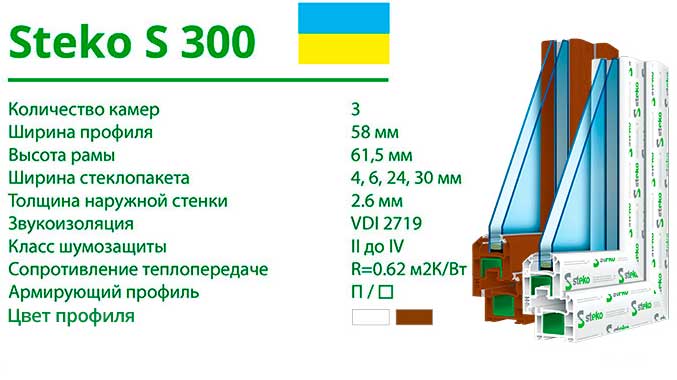 Steko S 300
Количество камер 3
Ширина профиля 58 мм
Высота рамы 61,5 мм
Ширина стеклопакета 4, 6, 24, 30 мм
Толщина наружной стенки 2.6 мм
Звукоизоляция VDI 2719
Класс шумозащиты II до IV
Сопротивление теплопередаче R=0.62 м2К/Вт
Армирующий профиль П / □
Цвет профиля
steko
steko